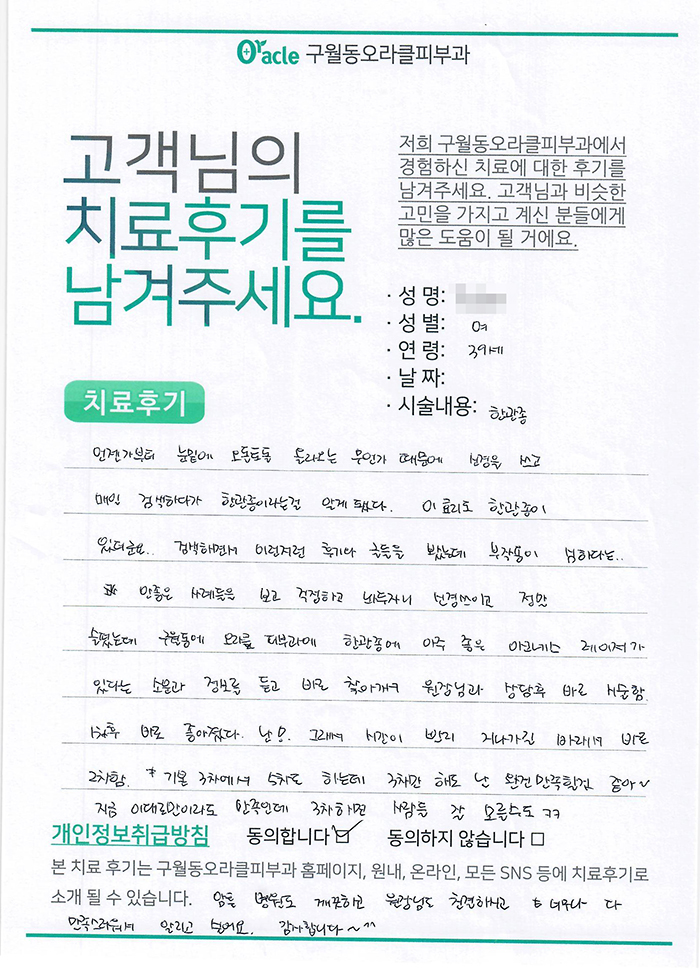 Oracle 구월동오라클피부과
고객님의
치료후기를
남겨주세요.
저희 구월동오라클피부과에서
경험하신 치료에 대한 후기를
남겨주세요. 고객님과 비슷한
고민을 가지고 계신 분들에게
많은 도움이 될 거에요.
· 성 명:
· 성 별: 여
· 연 령: 39세
· 날 짜:
· 시술내용: 한관종
치료후기
언젠가부터 눈밑에 오돌토돌 올라오는 무언가 때문에 신경을 쓰고
매일 검색하다가 한관종이라는걸 알게 됐다. 이효리도 한관종이
있더군요.. 검색하면서 이런저런 후기나 글들을 봤는데 부작용이 심하다는..
안좋은 사례들을 보고 걱정하고 놔두자니 신경쓰이고 정말
슬펐는데 구월동에 오라클 피부과에 한관종에 아주 좋은 아그네스 레이저가
있다는 소문과 정보를 듣고 바로 찾아가서 원장님과 상담후 바로 시술함.
1차후 바로 좋아졌다. 난 그래서 시간이 빨리 지나가길 바래서 바로
2차함. * 기본 3차에서 5차도 하는데 3차만 해도 난 완전만족할것 같아~
지금 이대로만이라도 만족인데 3차하면 사람들 갑 모를수도 ㅋㅋ
개인정보취급방침 동의합니다 ☑ 동의하지 않습니다 □
본 치료 후기는 구월동오라클피부과 홈페이지, 원내, 온라인, 모든 SNS 등에 치료후기로
소개 될 수 있습니다. 암튼 병원도 깨끗하고 원장님도 친절하시고 너무나 다
만족스러워서 알리고 싶어요. 감사합니다~^^